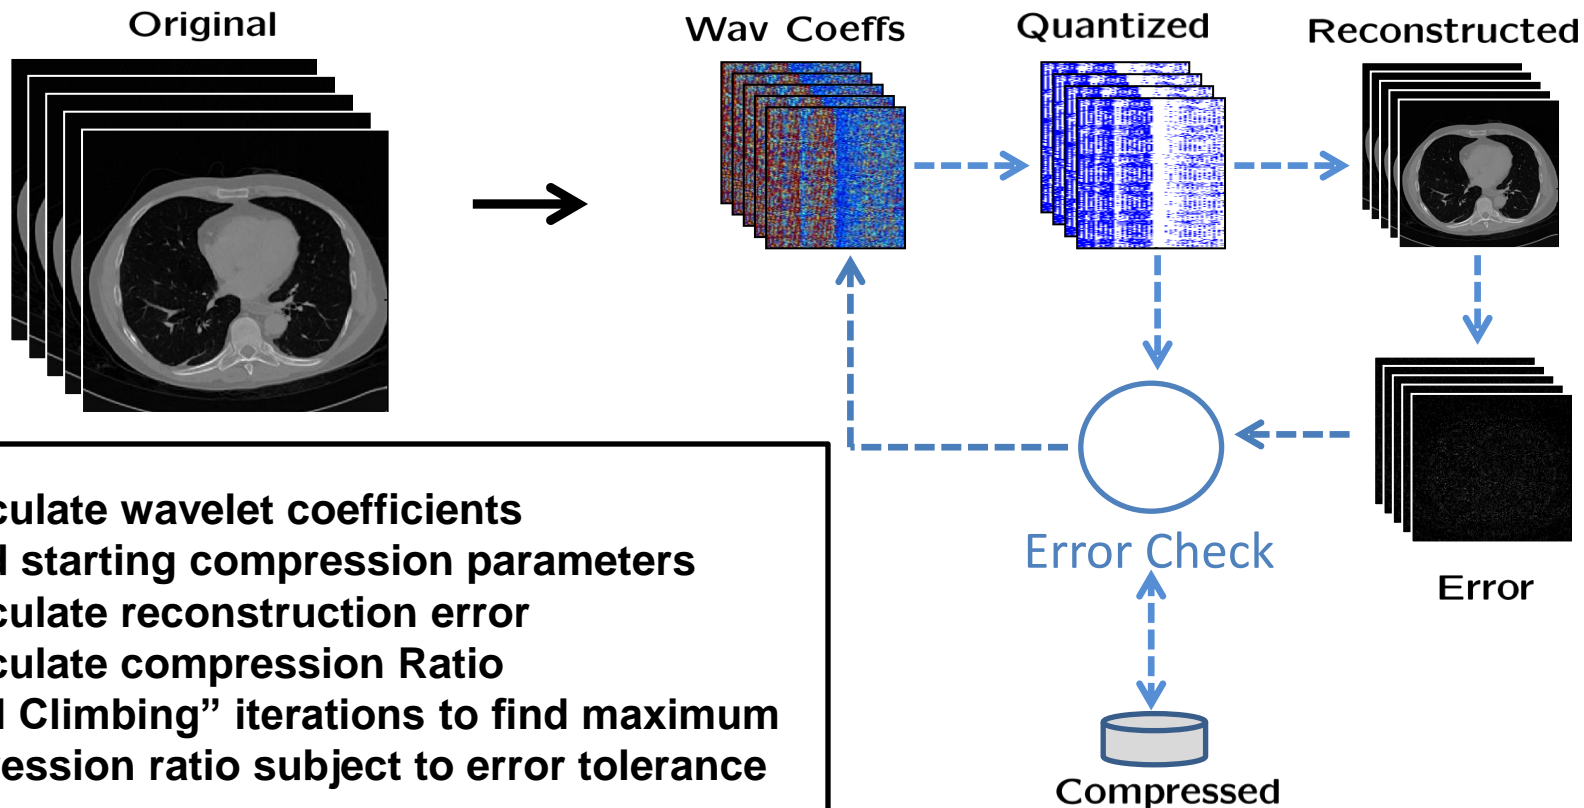 Original
Wav Coeffs
Quantized
Reconstructed
Error Check
Error
Compressed
culate wavelet coefficients
d starting compression parameters
culate reconstruction error
culate compression Ratio
l Climbing” iterations to find maximum
ression ratio subject to error tolerance